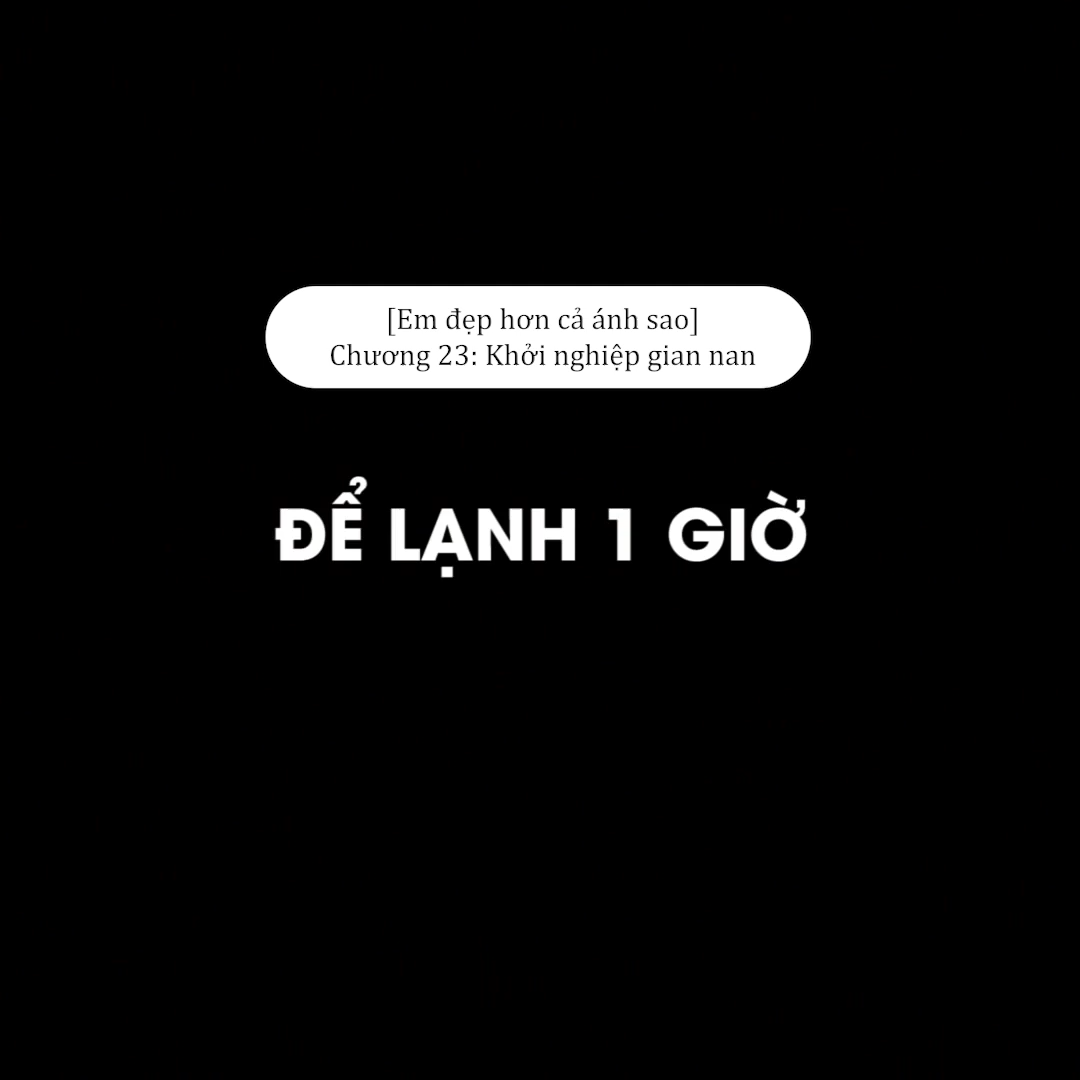 [Em đẹp hơn cả ánh sao]
Chương 23: Khởi nghiệp gian nan
ĐỂ LẠNH 1 GIỜ